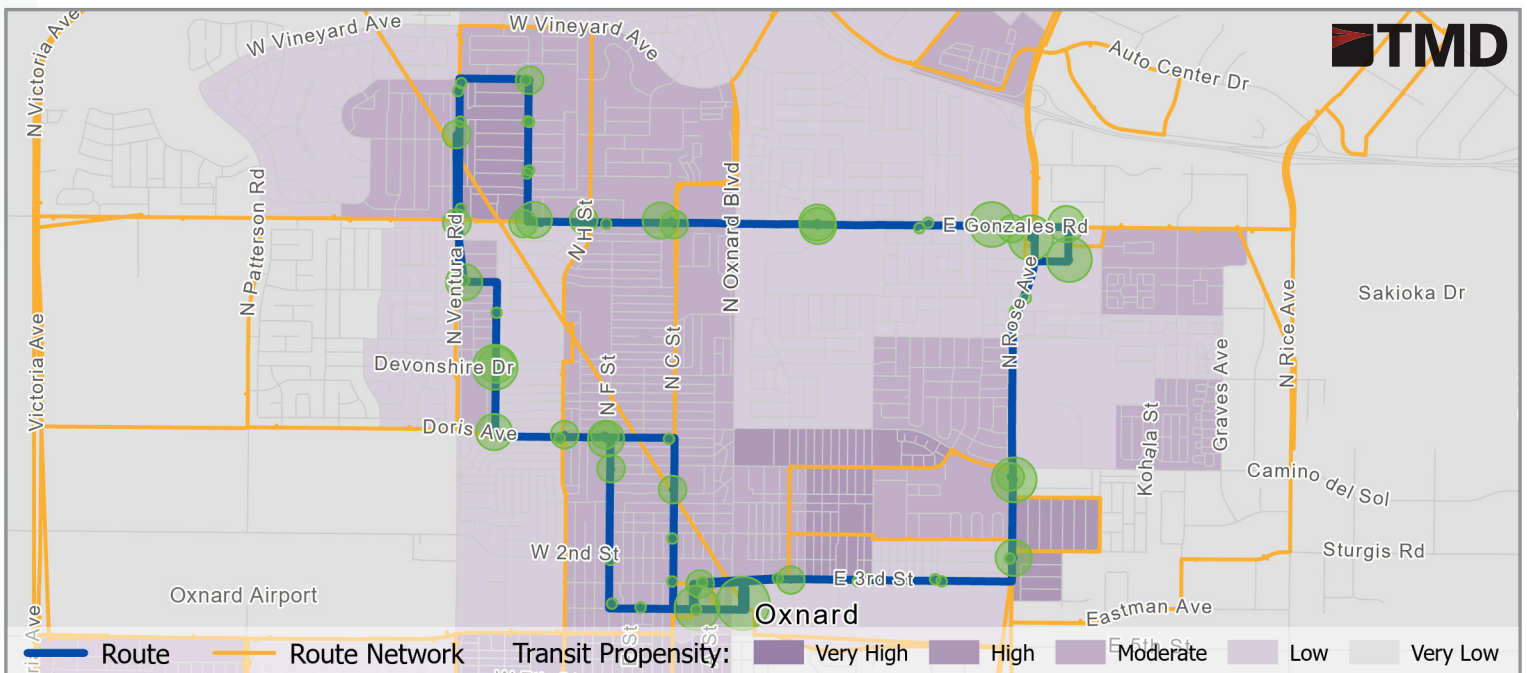 W Vineyard Ave
W Vineyard Ave
TMD
Auto Center Dr
N Victoria Ave
N Patterson Rd
N H St
N Oxnard Blvd
E Gonzales Rd
N Ventura Rd
N Rose Ave
N Rice Ave
Sakioka Dr
Victoria Ave
Devonshire Dr
N F St
N C St
Graves Ave
Doris Ave
Kohala St
Camino del Sol
W 2nd St
E 3rd St
Sturgis Rd
Oxnard Airport
Oxnard
Eastman Ave
E 5th St
Route
Route Network
Transit Propensity:
Very High
High
Moderate
Low
Very Low